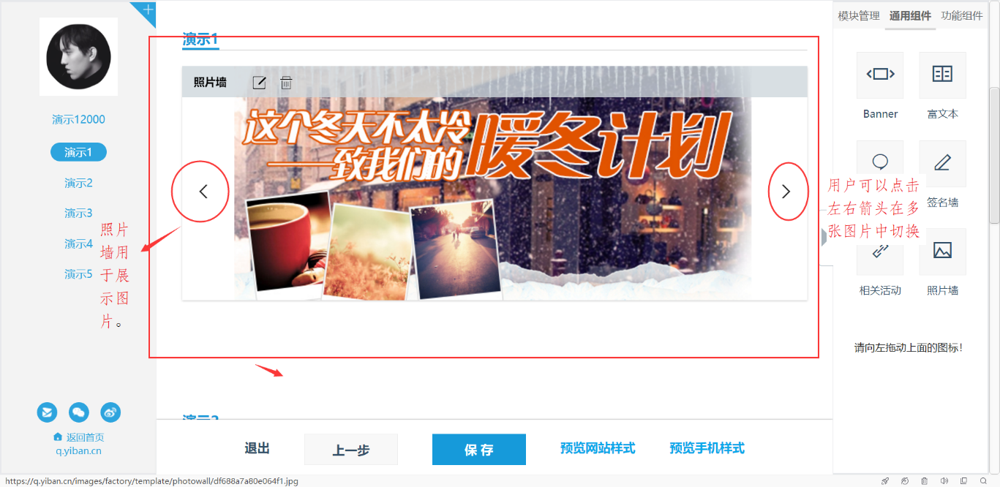 演示12000
演示1
演示2
演示3
演示4
演示5
照片
墙用
于展
示图
片。
返回首页
q.yiban.cn
演示1
照片墙
这个冬天不太冷
——致我们的
暖冬计划
演示2
退出
上一步
保存
预览网站样式
预览手机样式
模块管理
通用组件
功能组件
Banner
富文本
用户可以点击
左右箭头在多
张图片中切换
签名墙
相关活动
照片墙
请向左拖动上面的图标！
https://q.yiban.cn/images/factory/template/photowall/df688a7a80e064f1.jpg